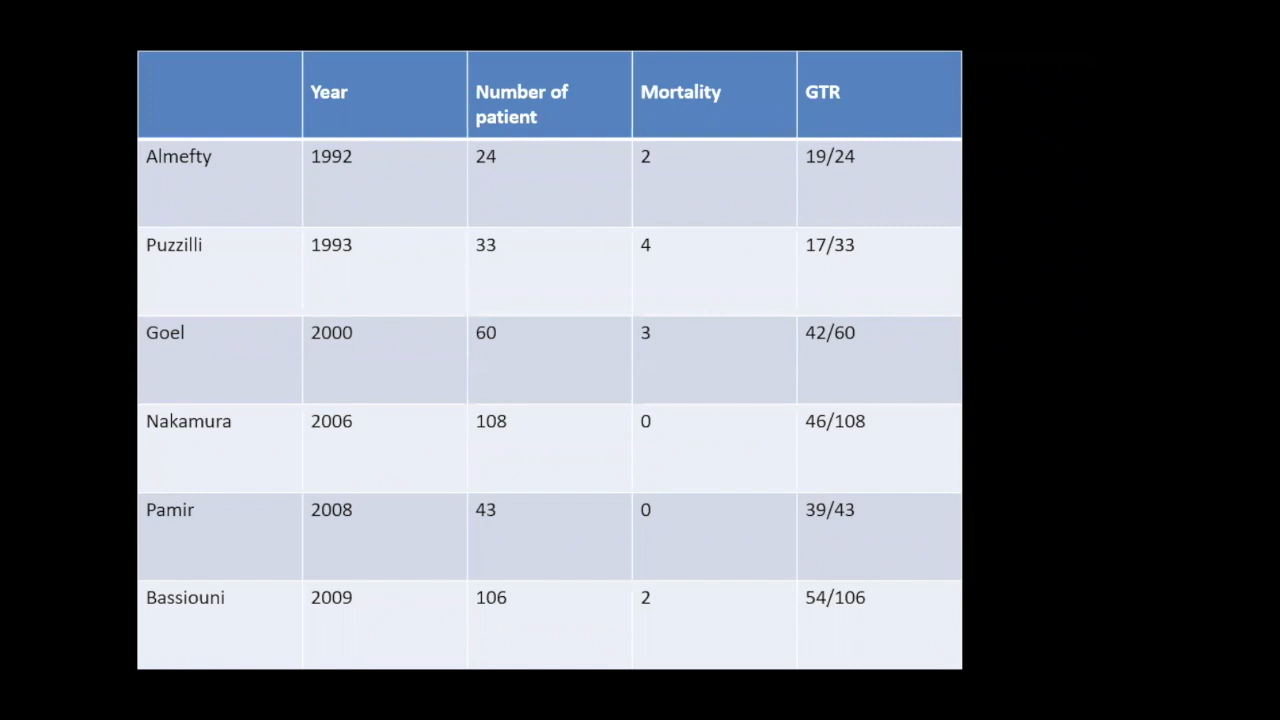 Year Number of patient Mortality GTR
Almefty 1992 24 2 19/24
Puzzilli 1993 33 4 17/33
Goel 2000 60 3 42/60
Nakamura 2006 108 0 46/108
Pamir 2008 43 0 39/43
Bassiouni 2009 106 2 54/106